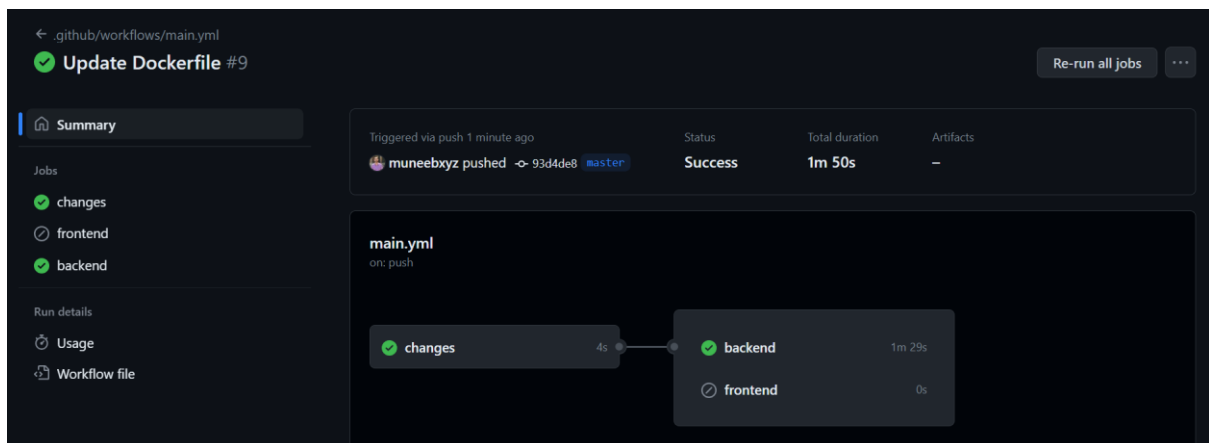 .github/workflows/main.yml
Update Dockerfile #9
Re-run all jobs
Summary
Jobs
changes
frontend
backend
Run details
Usage
Workflow file
Triggered via push 1 minute ago
muneebxyz pushed 93d4de8 master
Status
Success
Total duration
1m 50s
Artifacts
–
main.yml
on: push
changes 4s
backend 1m 29s
frontend 0s